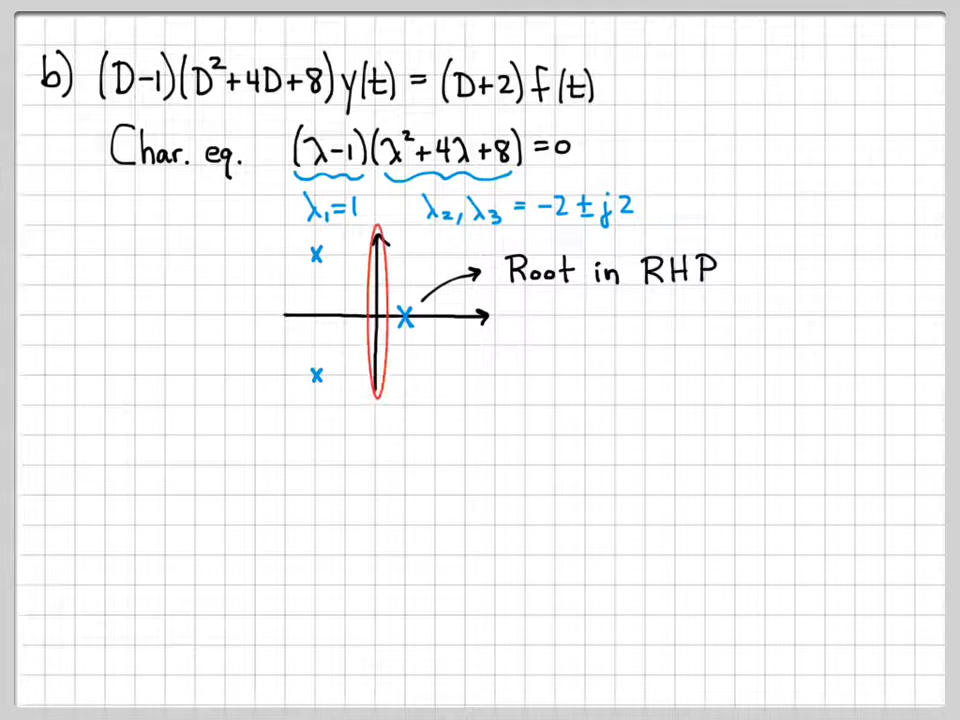 b) (D-1)(D²+4D+8)y(t) = (D+2)f(t)
Char. eq. (λ-1)(λ²+4λ+8) = 0
λ₁=1 λ₂, λ₃ = -2 ± j2
x
Root in RHP
x
x